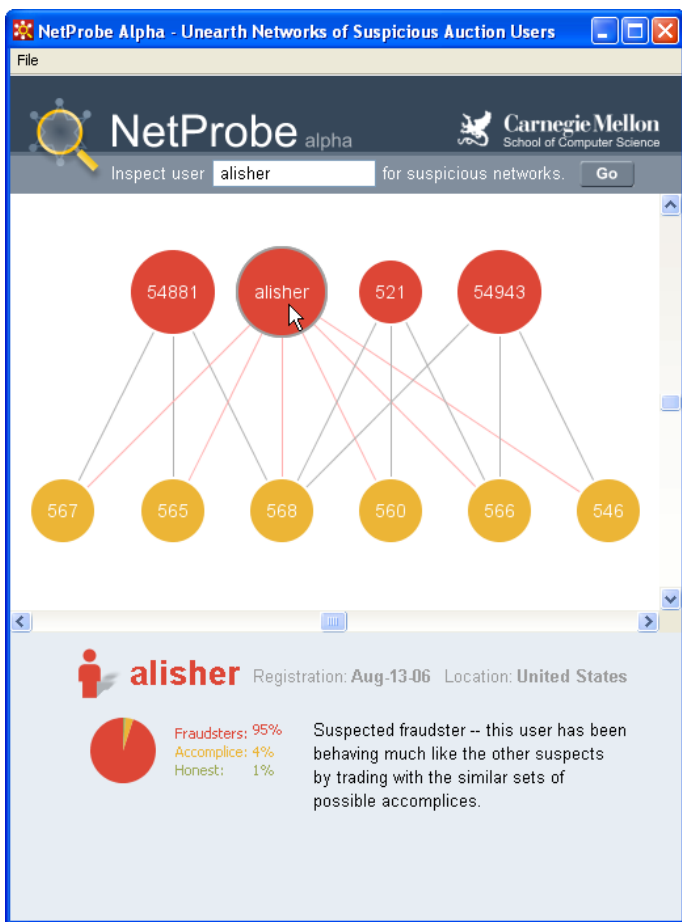 NetProbe Alpha - Unearth Networks of Suspicious Auction Users
File
NetProbe alpha
Carnegie Mellon
School of Computer Science
Inspect user alisher for suspicious networks. Go
54881 alisher 521 54943
567 565 568 560 566 546
alisher Registration: Aug-13-06 Location: United States
Fraudsters: 95%
Accomplice: 4%
Honest: 1%
Suspected fraudster -- this user has been
behaving much like the other suspects
by trading with the similar sets of
possible accomplices.